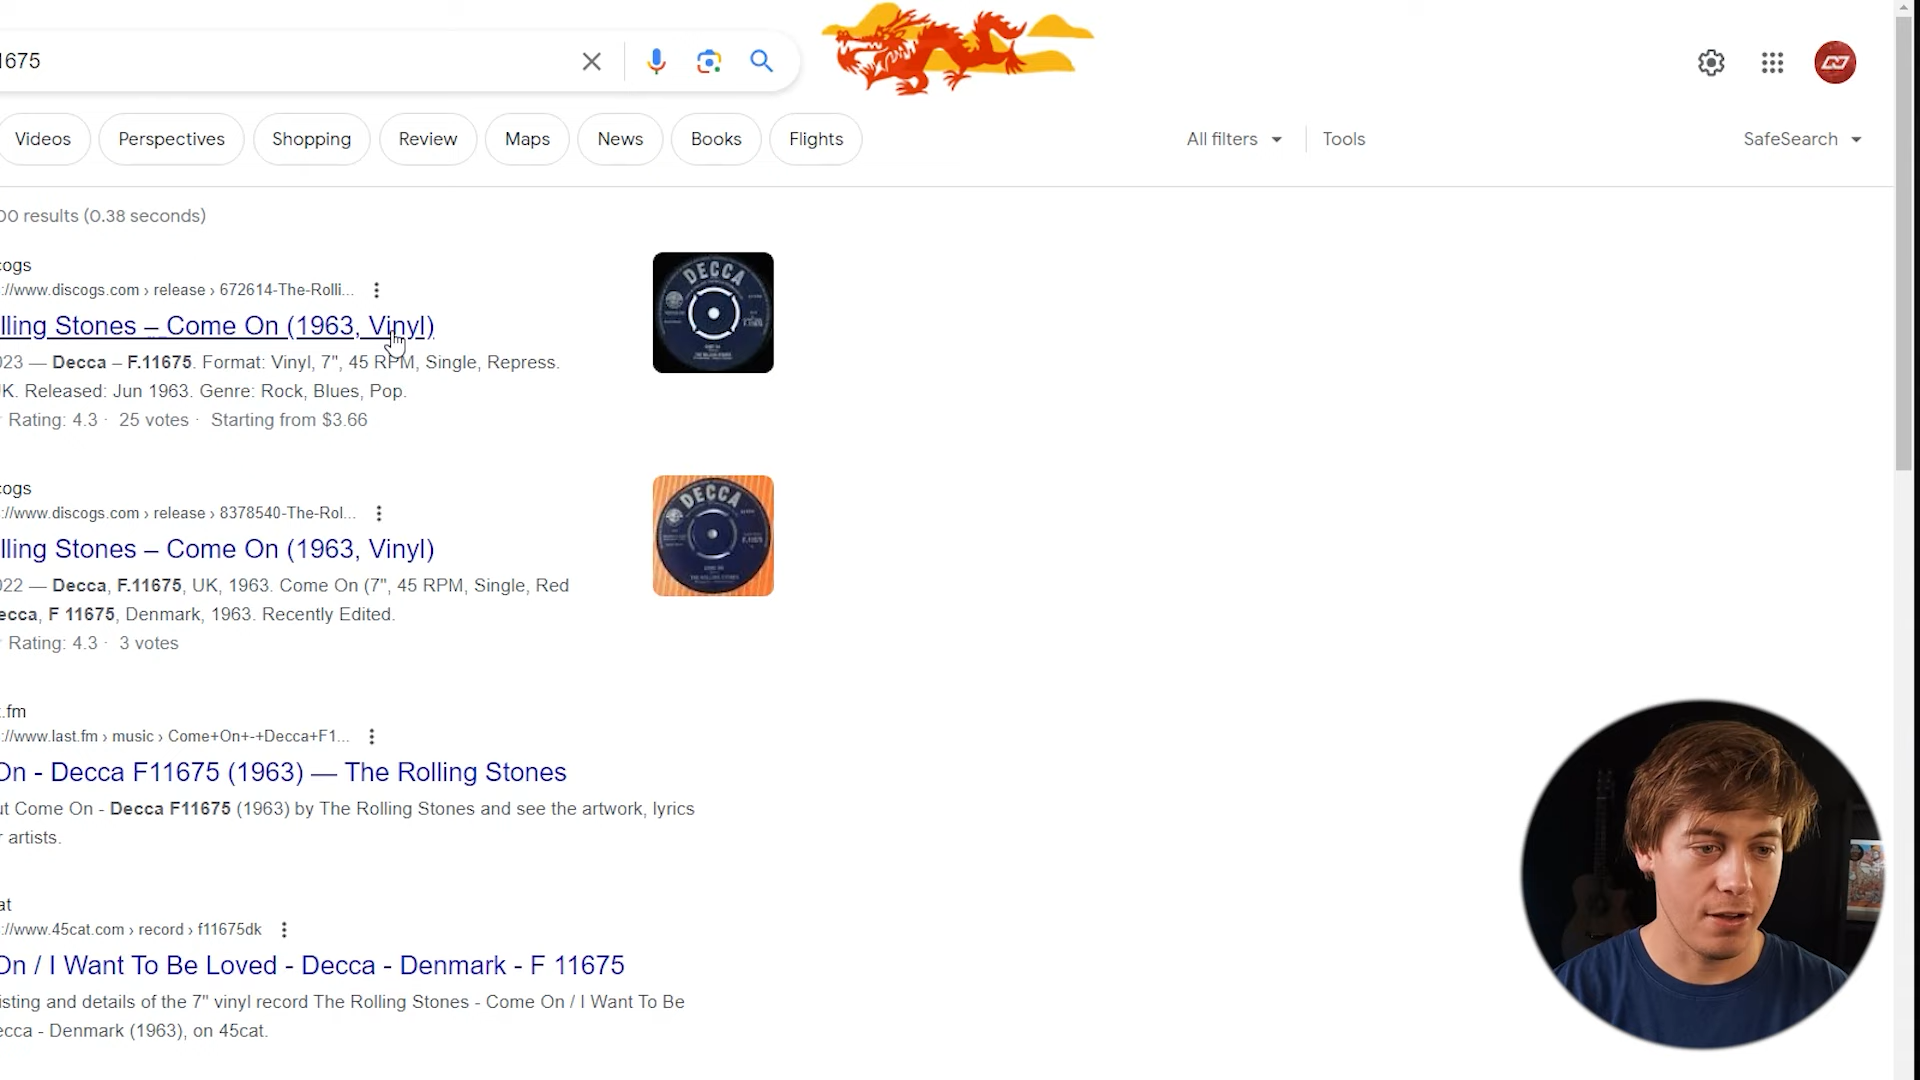 1675
Videos
Perspectives
Shopping
Review
Maps
News
Books
Flights
All filters
Tools
SafeSearch
00 results (0.38 seconds)
cogs
://www.discogs.com › release › 672614-The-Rolli...
lling Stones – Come On (1963, Vinyl)
023 — Decca – F.11675. Format: Vinyl, 7", 45 RPM, Single, Repress.
UK. Released: Jun 1963. Genre: Rock, Blues, Pop.
Rating: 4.3 · 25 votes · Starting from $3.66
DECCA
cogs
://www.discogs.com › release › 8378540-The-Rol...
lling Stones – Come On (1963, Vinyl)
022 — Decca, F.11675, UK, 1963. Come On (7", 45 RPM, Single, Red
ecca, F 11675, Denmark, 1963. Recently Edited.
Rating: 4.3 · 3 votes
DECCA
t.fm
://www.last.fm › music › Come+On+-+Decca+F1...
On - Decca F11675 (1963) — The Rolling Stones
ut Come On - Decca F11675 (1963) by The Rolling Stones and see the artwork, lyrics
r artists.
at
://www.45cat.com › record › f11675dk
On / I Want To Be Loved - Decca - Denmark - F 11675
isting and details of the 7" vinyl record The Rolling Stones - Come On / I Want To Be
ecca - Denmark (1963), on 45cat.